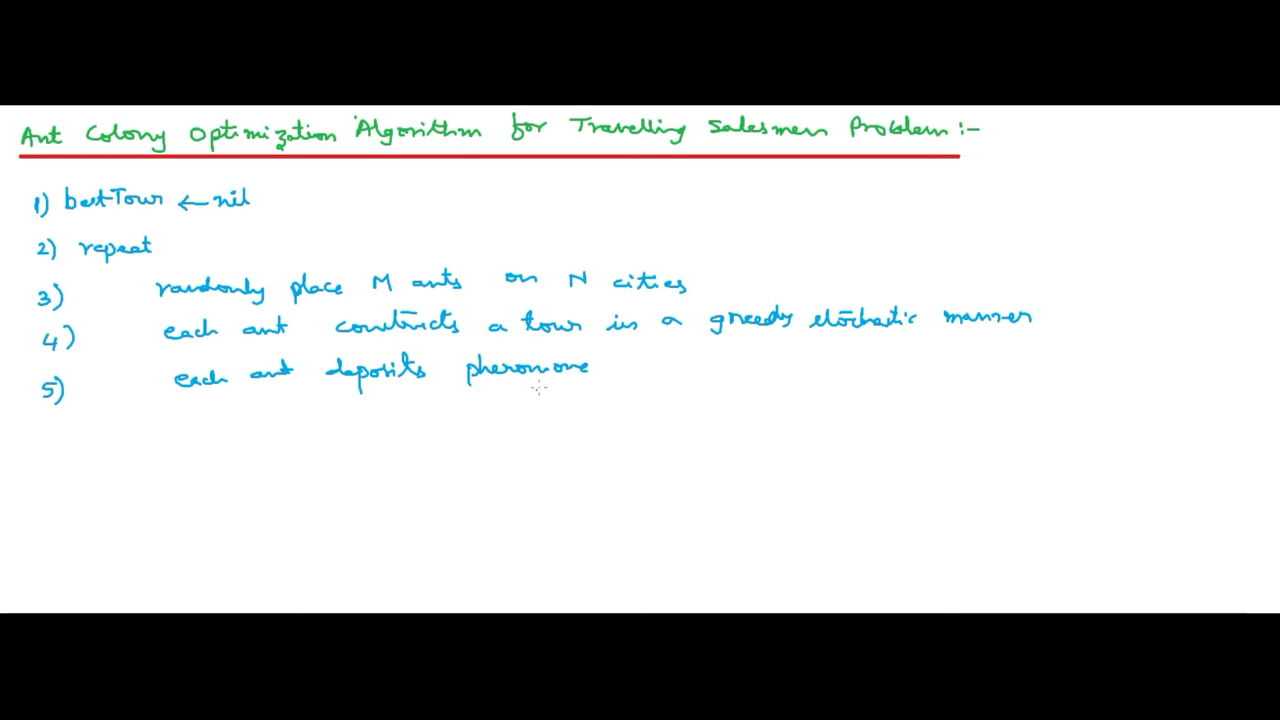 Ant Colony Optimization Algorithm for Travelling Salesmen Problem:-
1) bestTour ← nil
2) repeat
3) randomly place M ants on N cities
4) each ant constructs a tour in a greedy stochastic manner
5) each ant deposits pheromone